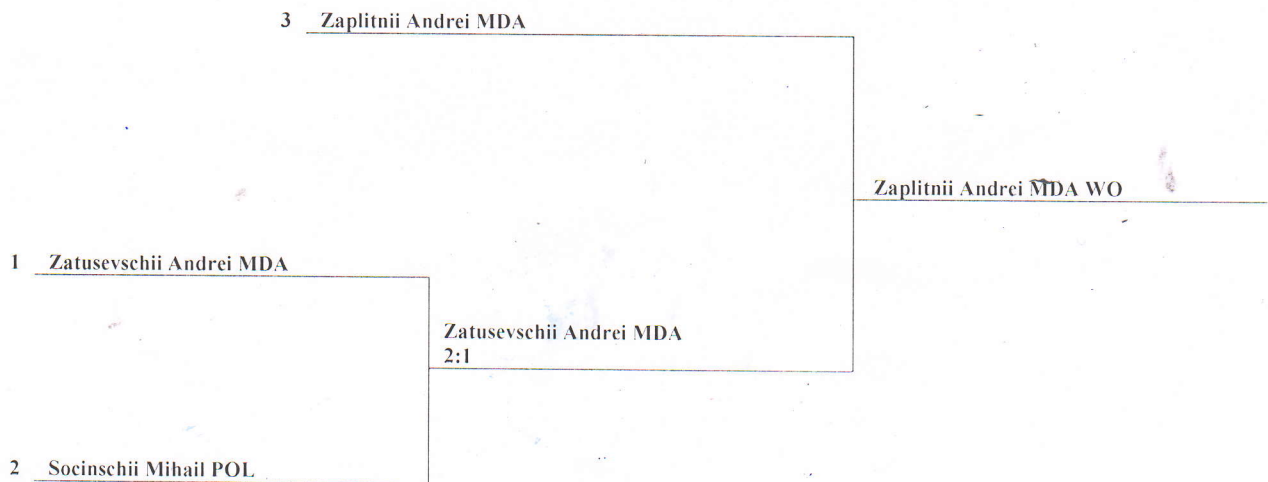 3 Zaplitnii Andrei MDA
Zaplitnii Andrei MDA WO
1 Zatusevschii Andrei MDA
Zatusevschii Andrei MDA
2:1
2 Socinschii Mihail POL